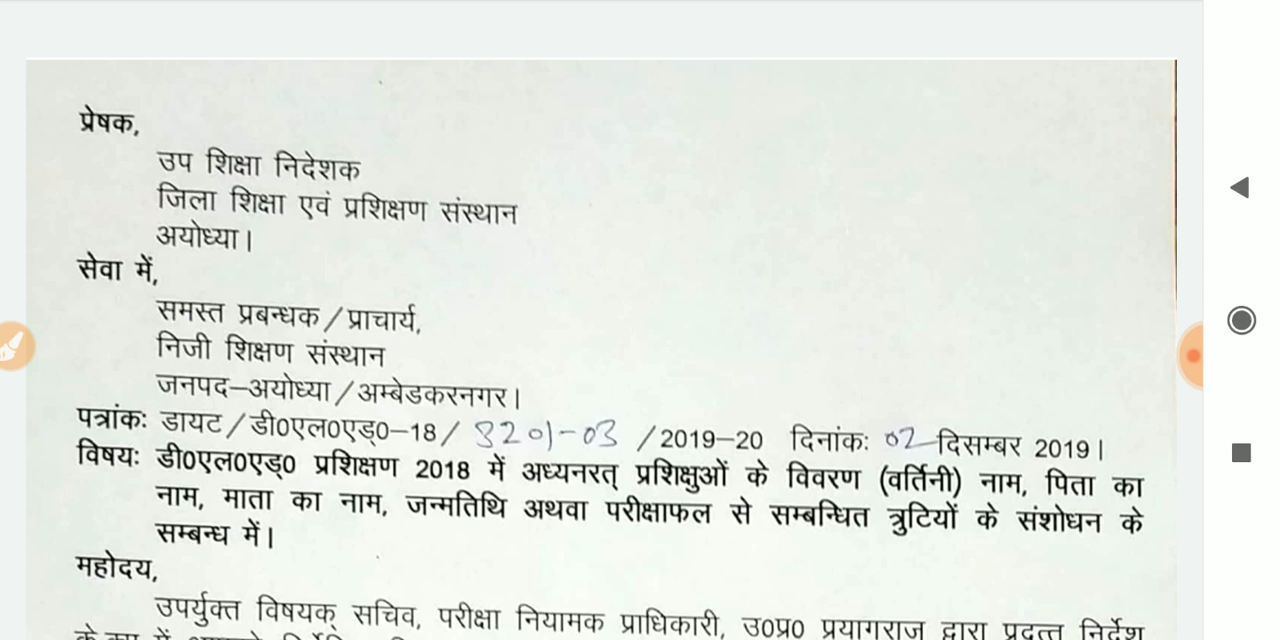 प्रेषक,
उप शिक्षा निदेशक
जिला शिक्षा एवं प्रशिक्षण संस्थान
अयोध्या।
सेवा में,
समस्त प्रबन्धक/प्राचार्य,
निजी शिक्षण संस्थान
जनपद–अयोध्या/अम्बेडकरनगर।
पत्रांकः डायट/डी0एल0एड्0–18/ 3201-03 /2019–20 दिनांकः 02 दिसम्बर 2019।
विषयः डी0एल0एड्0 प्रशिक्षण 2018 में अध्यनरत् प्रशिक्षुओं के विवरण (वर्तिनी) नाम, पिता का
नाम, माता का नाम, जन्मतिथि अथवा परीक्षाफल से सम्बन्धित त्रुटियों के संशोधन के
सम्बन्ध में।
महोदय,
उपर्युक्त विषयक् सचिव, परीक्षा नियामक प्राधिकारी, उ0प्र0 प्रयागराज द्वारा प्रदत्त निर्देश